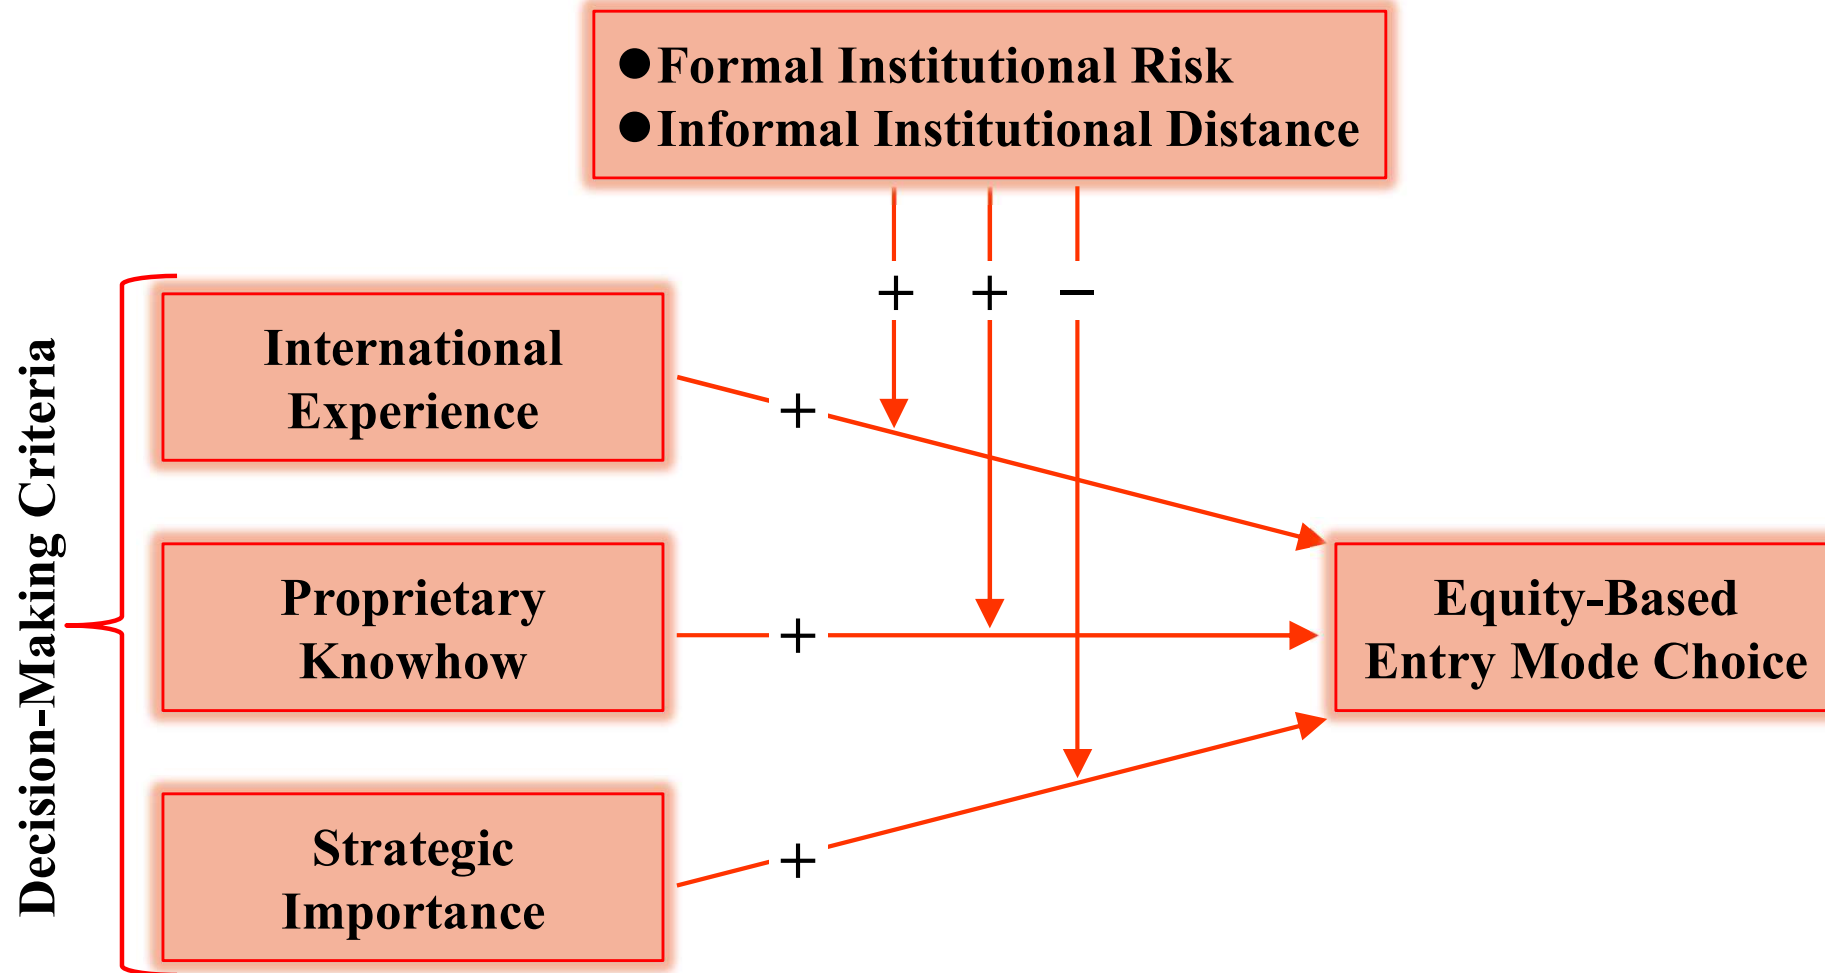 ●Formal Institutional Risk
●Informal Institutional Distance
+ + −
Decision-Making Criteria
International
Experience
+
Proprietary
Knowhow
+
Equity-Based
Entry Mode Choice
Strategic
Importance
+